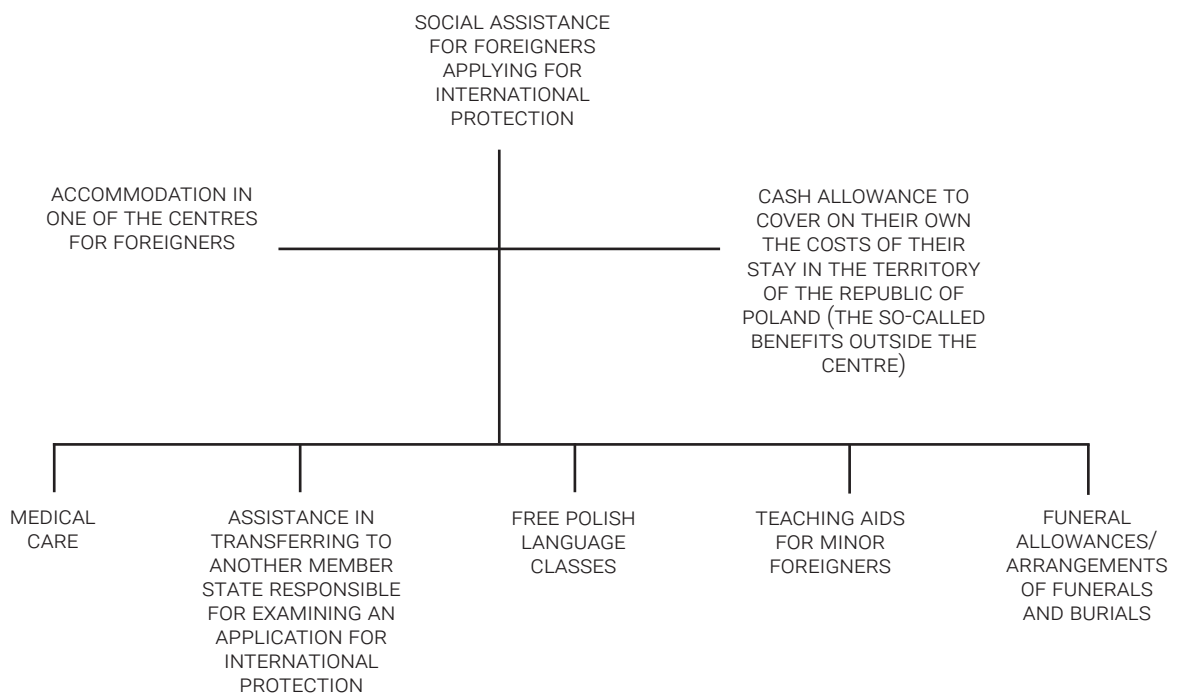 SOCIAL ASSISTANCE
FOR FOREIGNERS
APPLYING FOR
INTERNATIONAL
PROTECTION
ACCOMMODATION IN
ONE OF THE CENTRES
FOR FOREIGNERS
CASH ALLOWANCE TO
COVER ON THEIR OWN
THE COSTS OF THEIR
STAY IN THE TERRITORY
OF THE REPUBLIC OF
POLAND (THE SO-CALLED
BENEFITS OUTSIDE THE
CENTRE)
MEDICAL
CARE
ASSISTANCE IN
TRANSFERRING TO
ANOTHER MEMBER
STATE RESPONSIBLE
FOR EXAMINING AN
APPLICATION FOR
INTERNATIONAL
PROTECTION
FREE POLISH
LANGUAGE
CLASSES
TEACHING AIDS
FOR MINOR
FOREIGNERS
FUNERAL
ALLOWANCES/
ARRANGEMENTS
OF FUNERALS
AND BURIALS